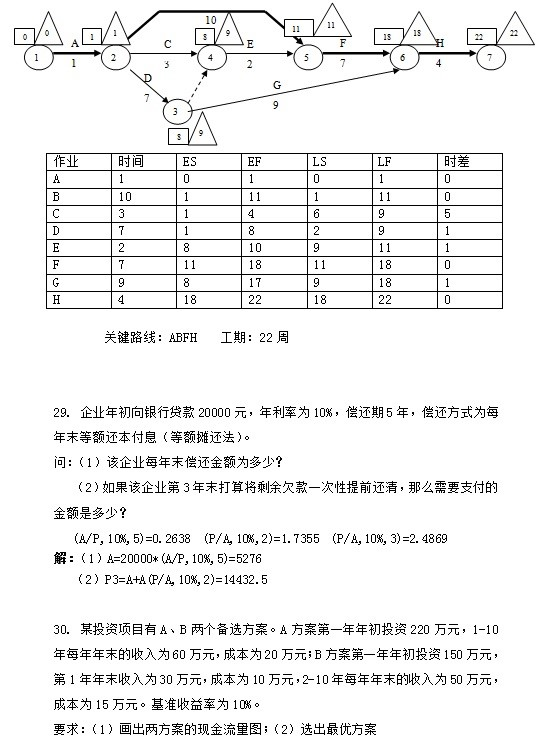 10
0 0 1 1 8 9 11 11 18 18 22 22
A C E F H
1 2 4 5 6 7
1 3 2 7 4
D G
7 9
3
8 9
作业 时间 ES EF LS LF 时差
A 1 0 1 0 1 0
B 10 1 11 1 11 0
C 3 1 4 6 9 5
D 7 1 8 2 9 1
E 2 8 10 9 11 1
F 7 11 18 11 18 0
G 9 8 17 9 18 1
H 4 18 22 18 22 0
关键路线：ABFH 工期：22 周
29. 企业年初向银行贷款 20000 元，年利率为 10%，偿还期 5 年，偿还方式为每
年末等额还本付息（等额摊还法）。
问：（1）该企业每年末偿还金额为多少？
（2）如果该企业第 3 年末打算将剩余欠款一次性提前还清，那么需要支付的
金额是多少？
(A/P,10%,5)=0.2638 (P/A,10%,2)=1.7355 (P/A,10%,3)=2.4869
解：（1）A=20000*(A/P,10%,5)=5276
（2）P3=A+A(P/A,10%,2)=14432.5
30. 某投资项目有 A、B 两个备选方案。A 方案第一年年初投资 220 万元，1-10
年每年年末的收入为 60 万元，成本为 20 万元；B 方案第一年年初投资 150 万元，
第 1 年年末收入为 30 万元，成本为 10 万元，2-10 年每年年末的收入为 50 万元，
成本为 15 万元。基准收益率为 10%。
要求：（1）画出两方案的现金流量图；（2）选出最优方案